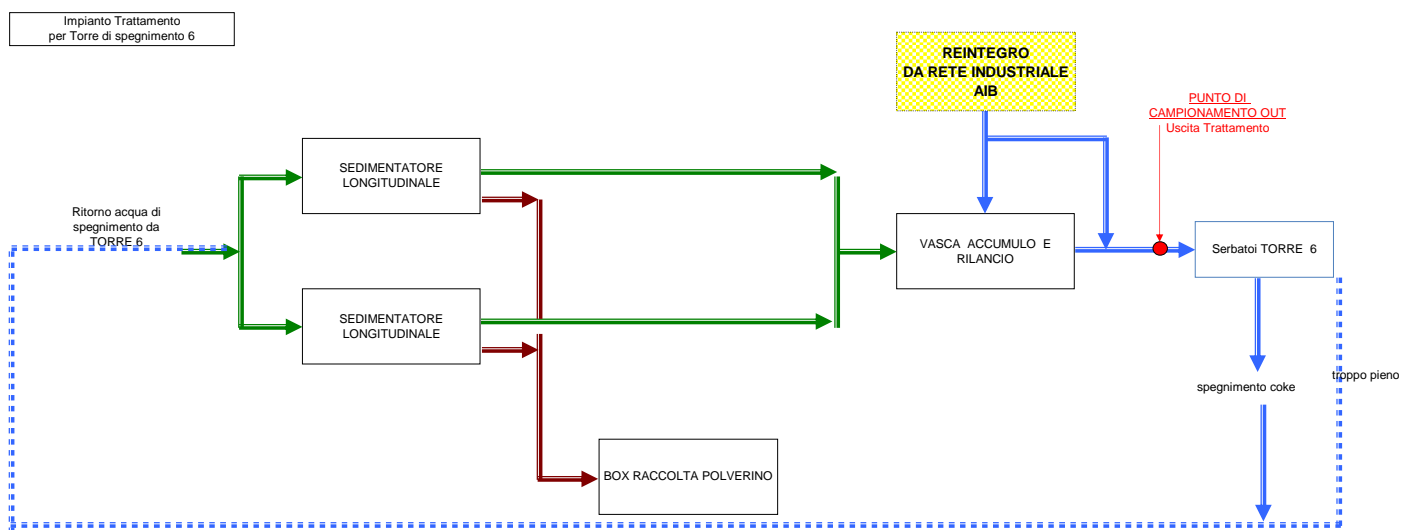 Impianto Trattamento
per Torre di spegnimento 6
REINTEGRO
DA RETE INDUSTRIALE
AIB
PUNTO DI
CAMPIONAMENTO OUT
Uscita Trattamento
SEDIMENTATORE
LONGITUDINALE
Ritorno acqua di
spegnimento da
TORRE 6
VASCA ACCUMULO E
RILANCIO
Serbatoi TORRE 6
SEDIMENTATORE
LONGITUDINALE
troppo pieno
spegnimento coke
BOX RACCOLTA POLVERINO